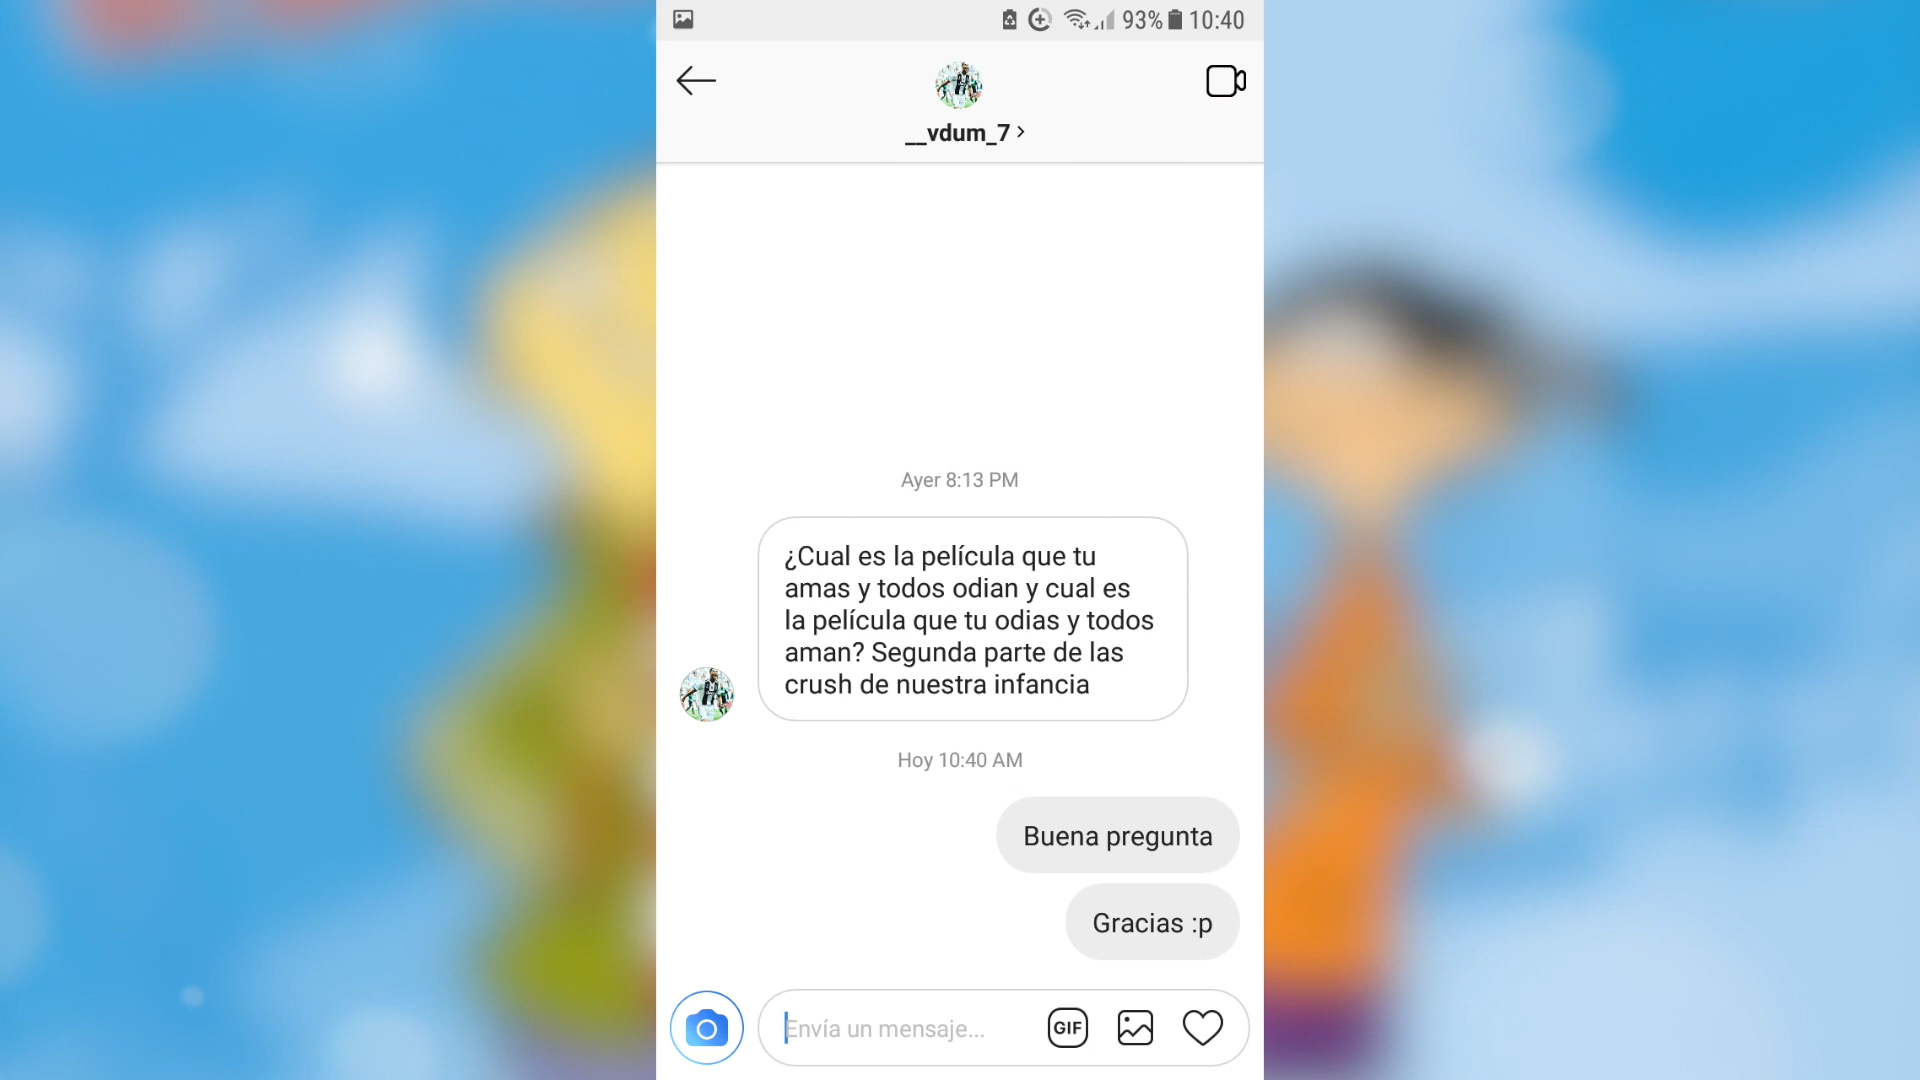 93% 10:40
__vdum_7
Ayer 8:13 PM
¿Cual es la película que tu
amas y todos odian y cual es
la película que tu odias y todos
aman? Segunda parte de las
crush de nuestra infancia
Hoy 10:40 AM
Buena pregunta
Gracias :p
Envía un mensaje...
GIF